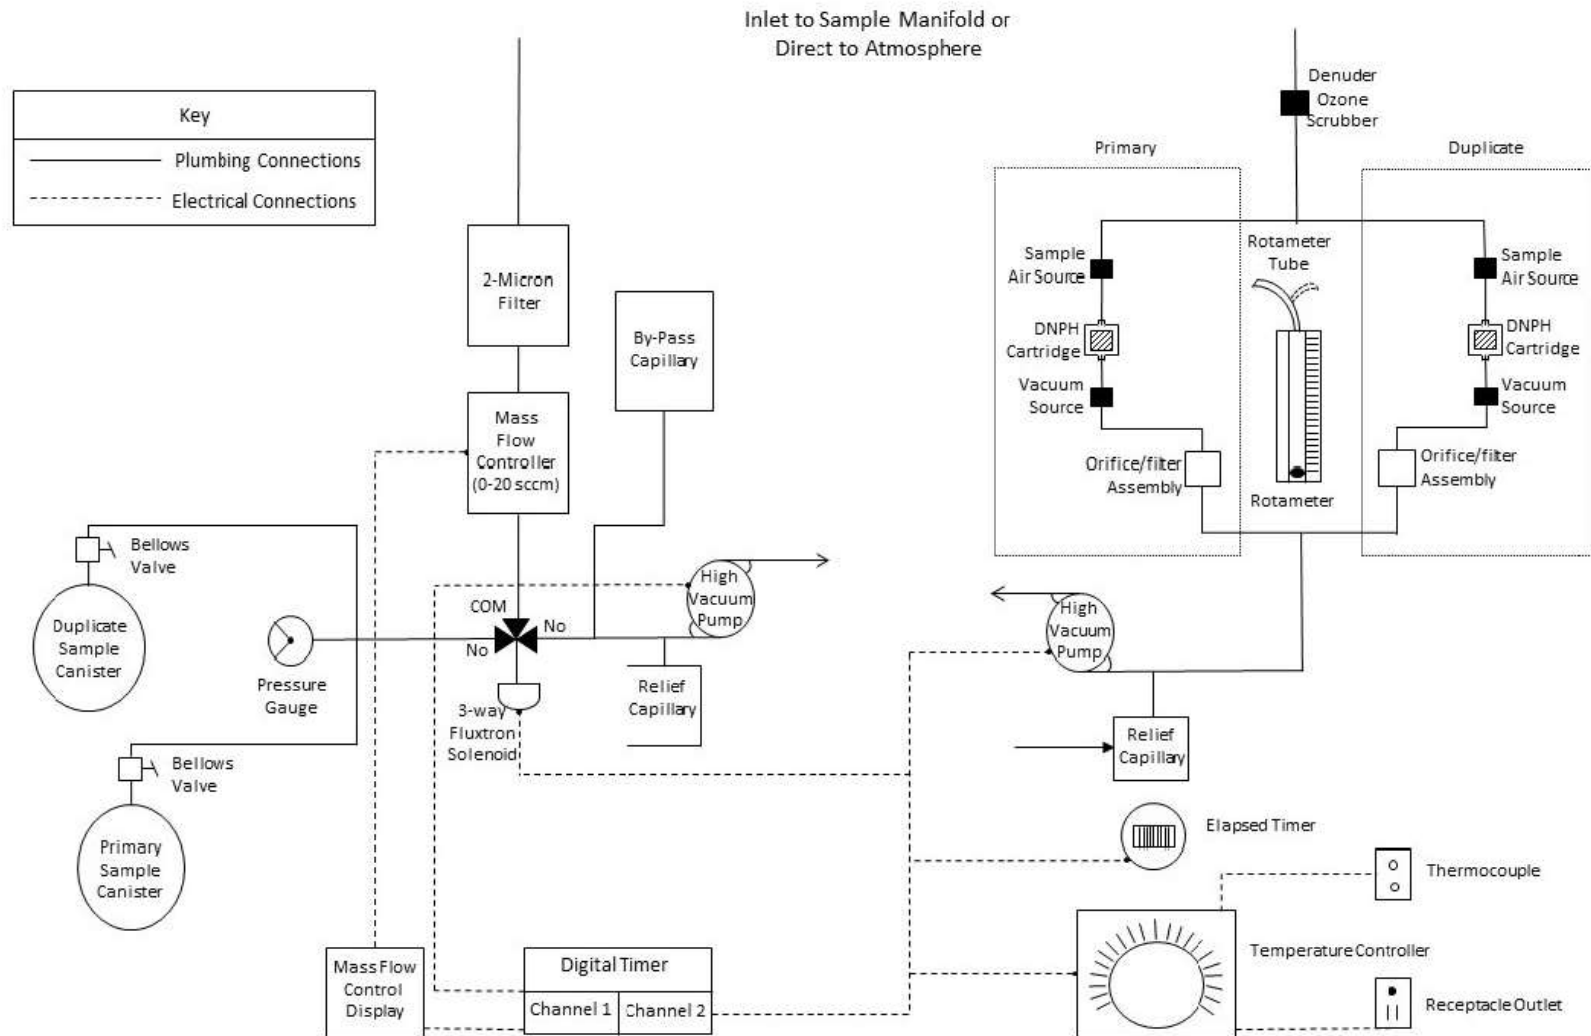 Inlet to Sample Manifold or
Direct to Atmosphere
Key
Plumbing Connections
Electrical Connections
Denuder
Ozone
Scrubber
Primary
Duplicate
2-Micron
Filter
By-Pass
Capillary
Mass
Flow
Controller
(0-20 sccm)
Sample
Air Source
Rotameter
Tube
Sample
Air Source
DNPH
Cartridge
DNPH
Cartridge
Vacuum
Source
Vacuum
Source
Orifice/filter
Assembly
Rotameter
Orifice/filter
Assembly
Bellows
Valve
Duplicate
Sample
Canister
Pressure
Gauge
COM
No
No
High
Vacuum
Pump
High
Vacuum
Pump
3-way
Fluxtron
Solenoid
Relief
Capillary
Relief
Capillary
Bellows
Valve
Primary
Sample
Canister
Elapsed Timer
Thermocouple
Temperature Controller
Receptacle Outlet
Mass Flow
Control
Display
Digital Timer
Channel 1
Channel 2